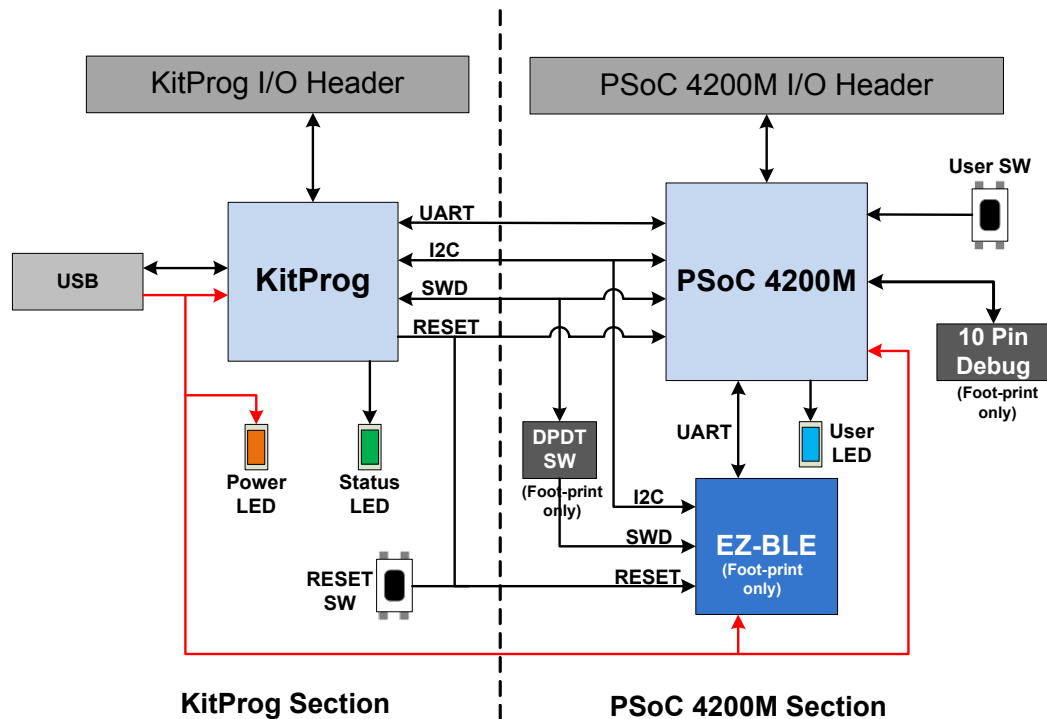 KitProg I/O Header
PSoC 4200M I/O Header
User SW
UART
I2C
SWD
RESET
USB
KitProg
PSoC 4200M
10 Pin
Debug
(Foot-print
only)
DPDT
SW
(Foot-print
only)
UART
User
LED
Power
LED
Status
LED
I2C
SWD
RESET
EZ-BLE
(Foot-print
only)
RESET
SW
KitProg Section
PSoC 4200M Section